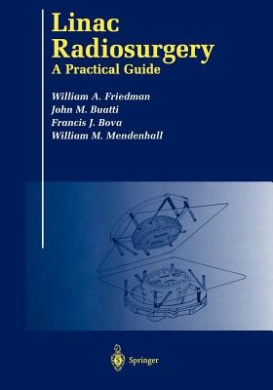 Linac
Radiosurgery
A Practical Guide
William A. Friedman
John M. Buatti
Francis J. Bova
William M. Mendenhall
Springer